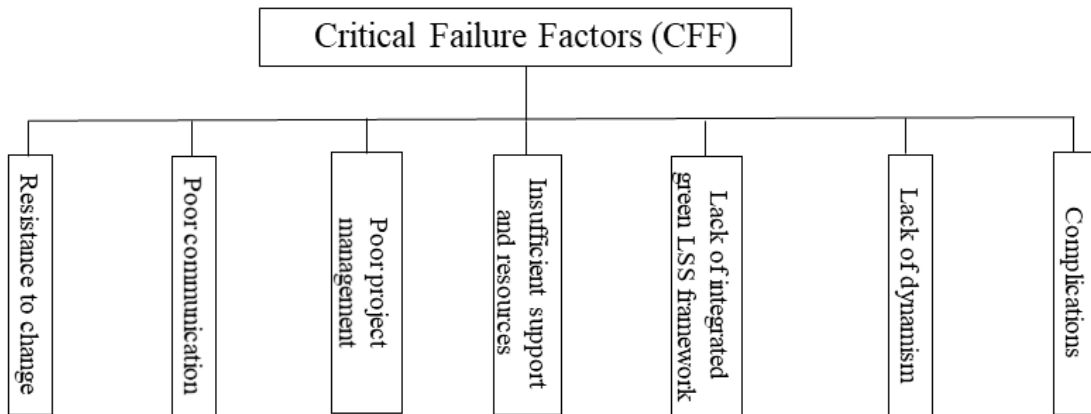 Critical Failure Factors (CFF)
Resistance to change
Poor communication
Poor project
management
Insufficient support
and resources
Lack of integrated
green LSS framework
Lack of dynamism
Complications